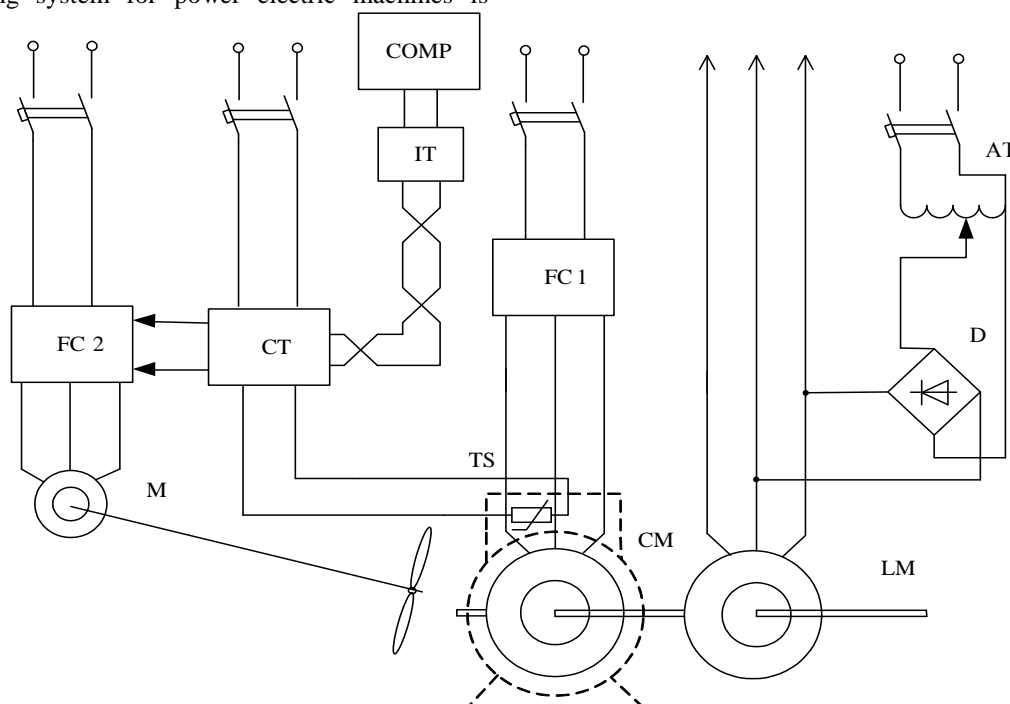 ng system for power electric machines is
COMP
IT
AT
FC 1
FC 2
CT
D
TS
M
CM
LM